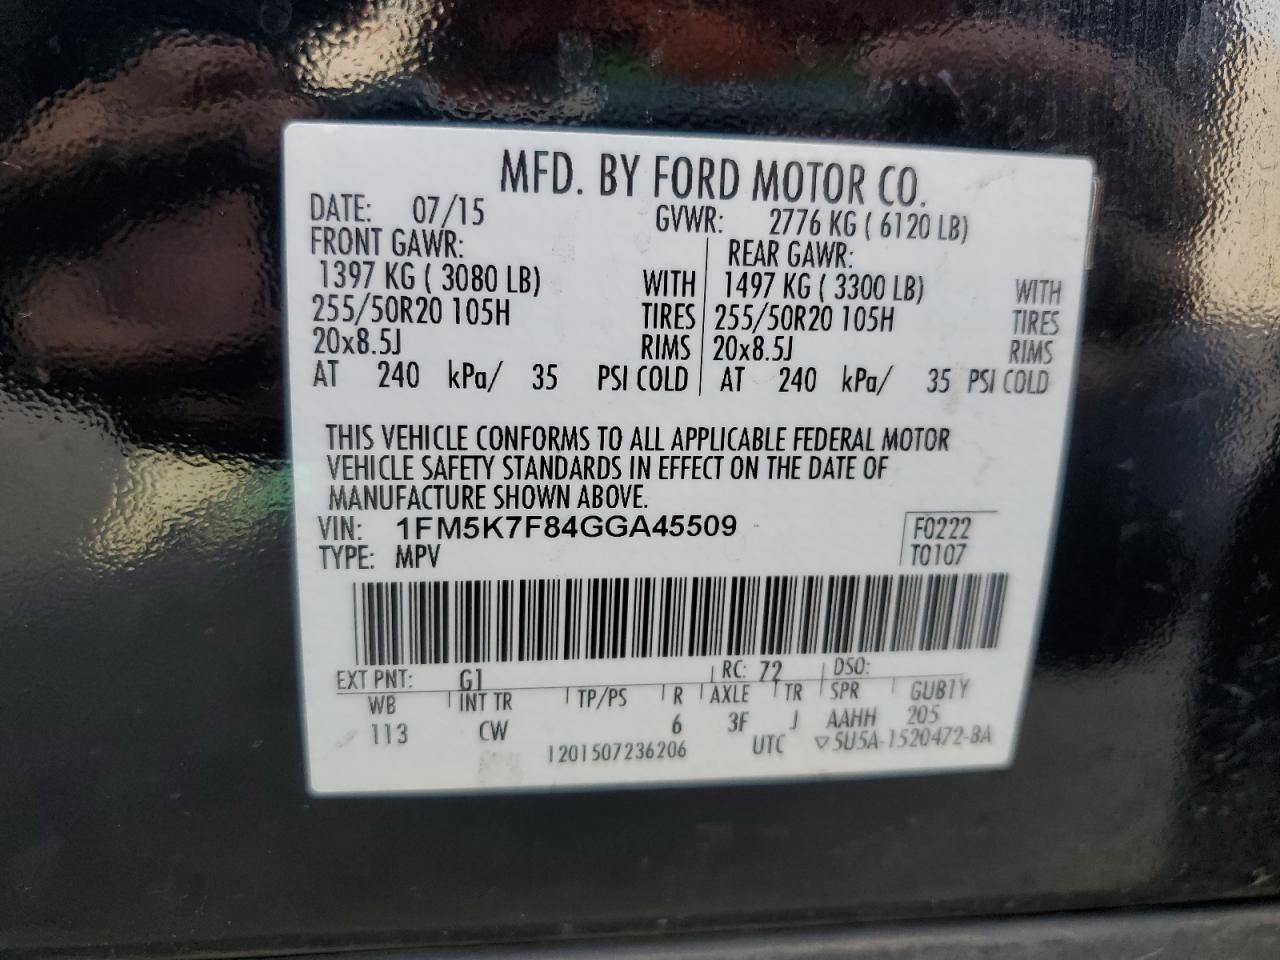 MFD. BY FORD MOTOR CO.
DATE: 07/15 GVWR: 2776 KG ( 6120 LB)
FRONT GAWR: REAR GAWR:
1397 KG ( 3080 LB) WITH 1497 KG ( 3300 LB) WITH
255/50R20 105H TIRES 255/50R20 105H TIRES
20x8.5J RIMS 20x8.5J RIMS
AT 240 kPa/ 35 PSI COLD AT 240 kPa/ 35 PSI COLD
THIS VEHICLE CONFORMS TO ALL APPLICABLE FEDERAL MOTOR
VEHICLE SAFETY STANDARDS IN EFFECT ON THE DATE OF
MANUFACTURE SHOWN ABOVE.
VIN: 1FM5K7F84GGA45509 F0222
TYPE: MPV T0107
EXT PNT: G1 RC: 72 DSO:
WB INT TR TP/PS R AXLE TR SPR GUB1Y
113 CW 6 3F J AAHH 205
1201507236206 UTC ▽5U5A-1520472-BA